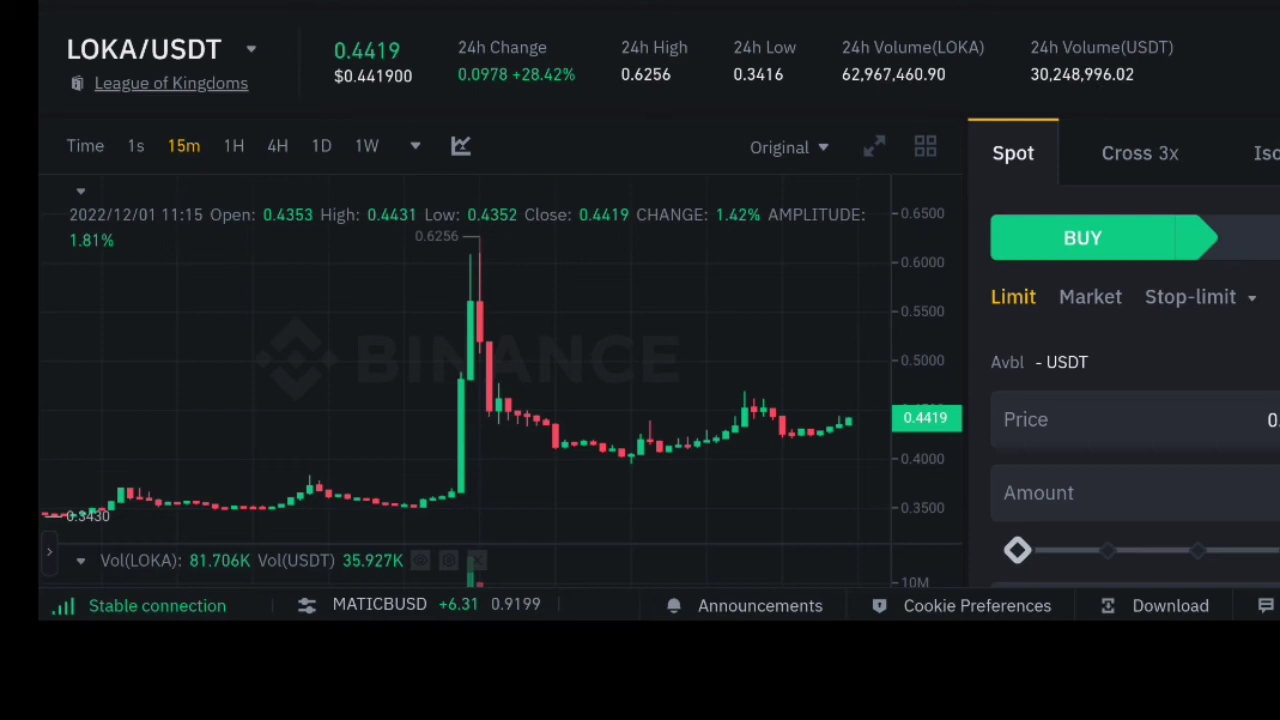 LOKA/USDT
0.4419
24h Change
24h High
24h Low
24h Volume(LOKA)
24h Volume(USDT)
League of Kingdoms
$0.441900
0.0978 +28.42%
0.6256
0.3416
62,967,460.90
30,248,996.02
Time 1s 15m 1H 4H 1D 1W
Original
Spot
Cross 3x
Iso
2022/12/01 11:15 Open: 0.4353 High: 0.4431 Low: 0.4352 Close: 0.4419 CHANGE: 1.42% AMPLITUDE:
1.81%
0.6256
0.6500
0.6000
0.5500
0.5000
0.4419
0.4000
0.3500
0.3430
BINANCE
BUY
Limit Market Stop-limit
Avbl - USDT
Price 0.
Amount
Vol(LOKA): 81.706K Vol(USDT) 35.927K
10M
Stable connection
MATICBUSD +6.31 0.9199
Announcements
Cookie Preferences
Download